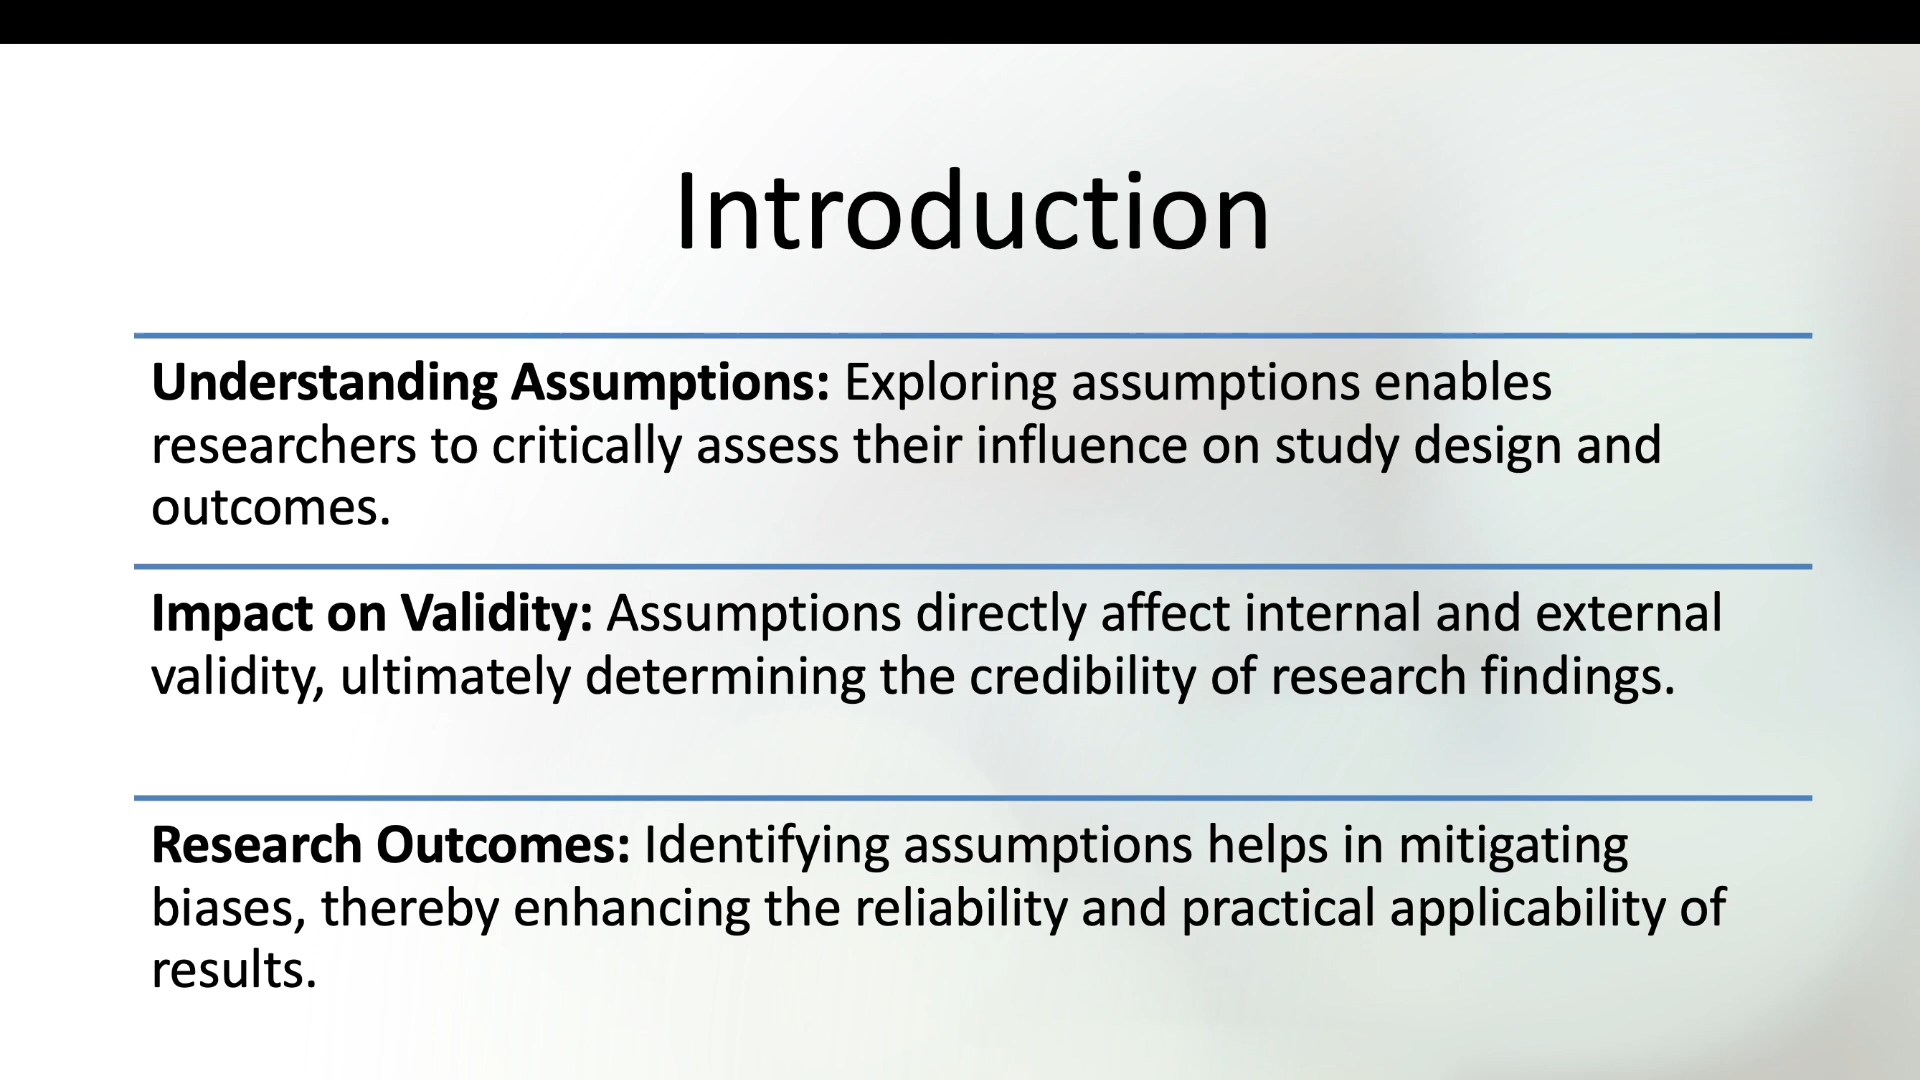 Introduction
Understanding Assumptions: Exploring assumptions enables
researchers to critically assess their influence on study design and
outcomes.
Impact on Validity: Assumptions directly affect internal and external
validity, ultimately determining the credibility of research findings.
Research Outcomes: Identifying assumptions helps in mitigating
biases, thereby enhancing the reliability and practical applicability of
results.